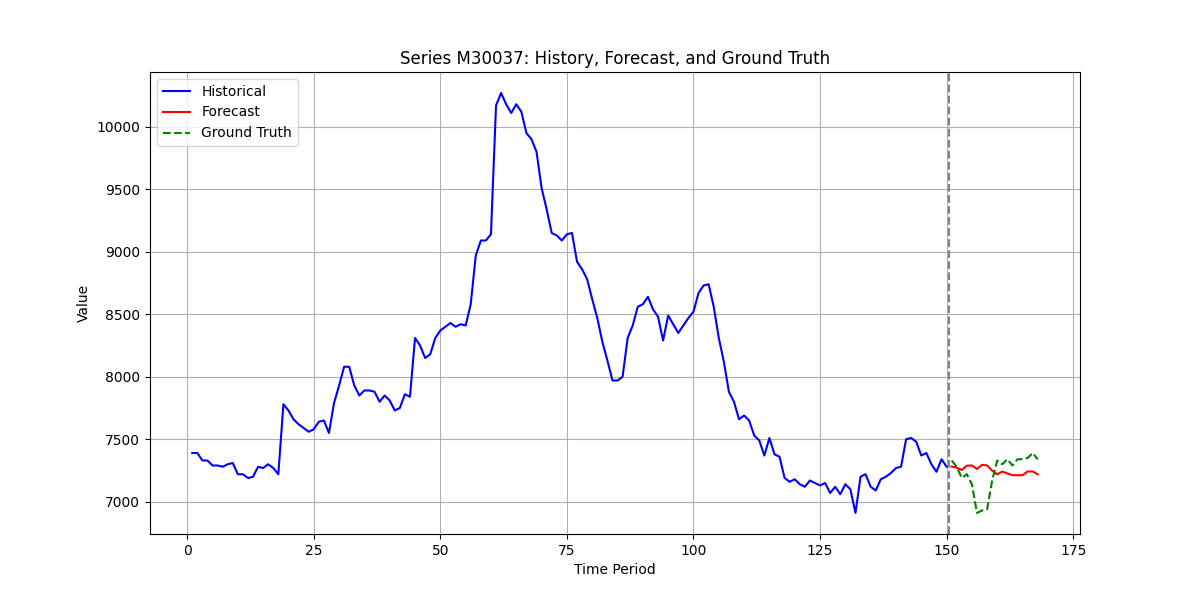 Series M30037: History, Forecast, and Ground Truth
Historical
Forecast
Ground Truth
10000
9500
9000
8500
8000
7500
7000
Value
0 25 50 75 100 125 150 175
Time Period